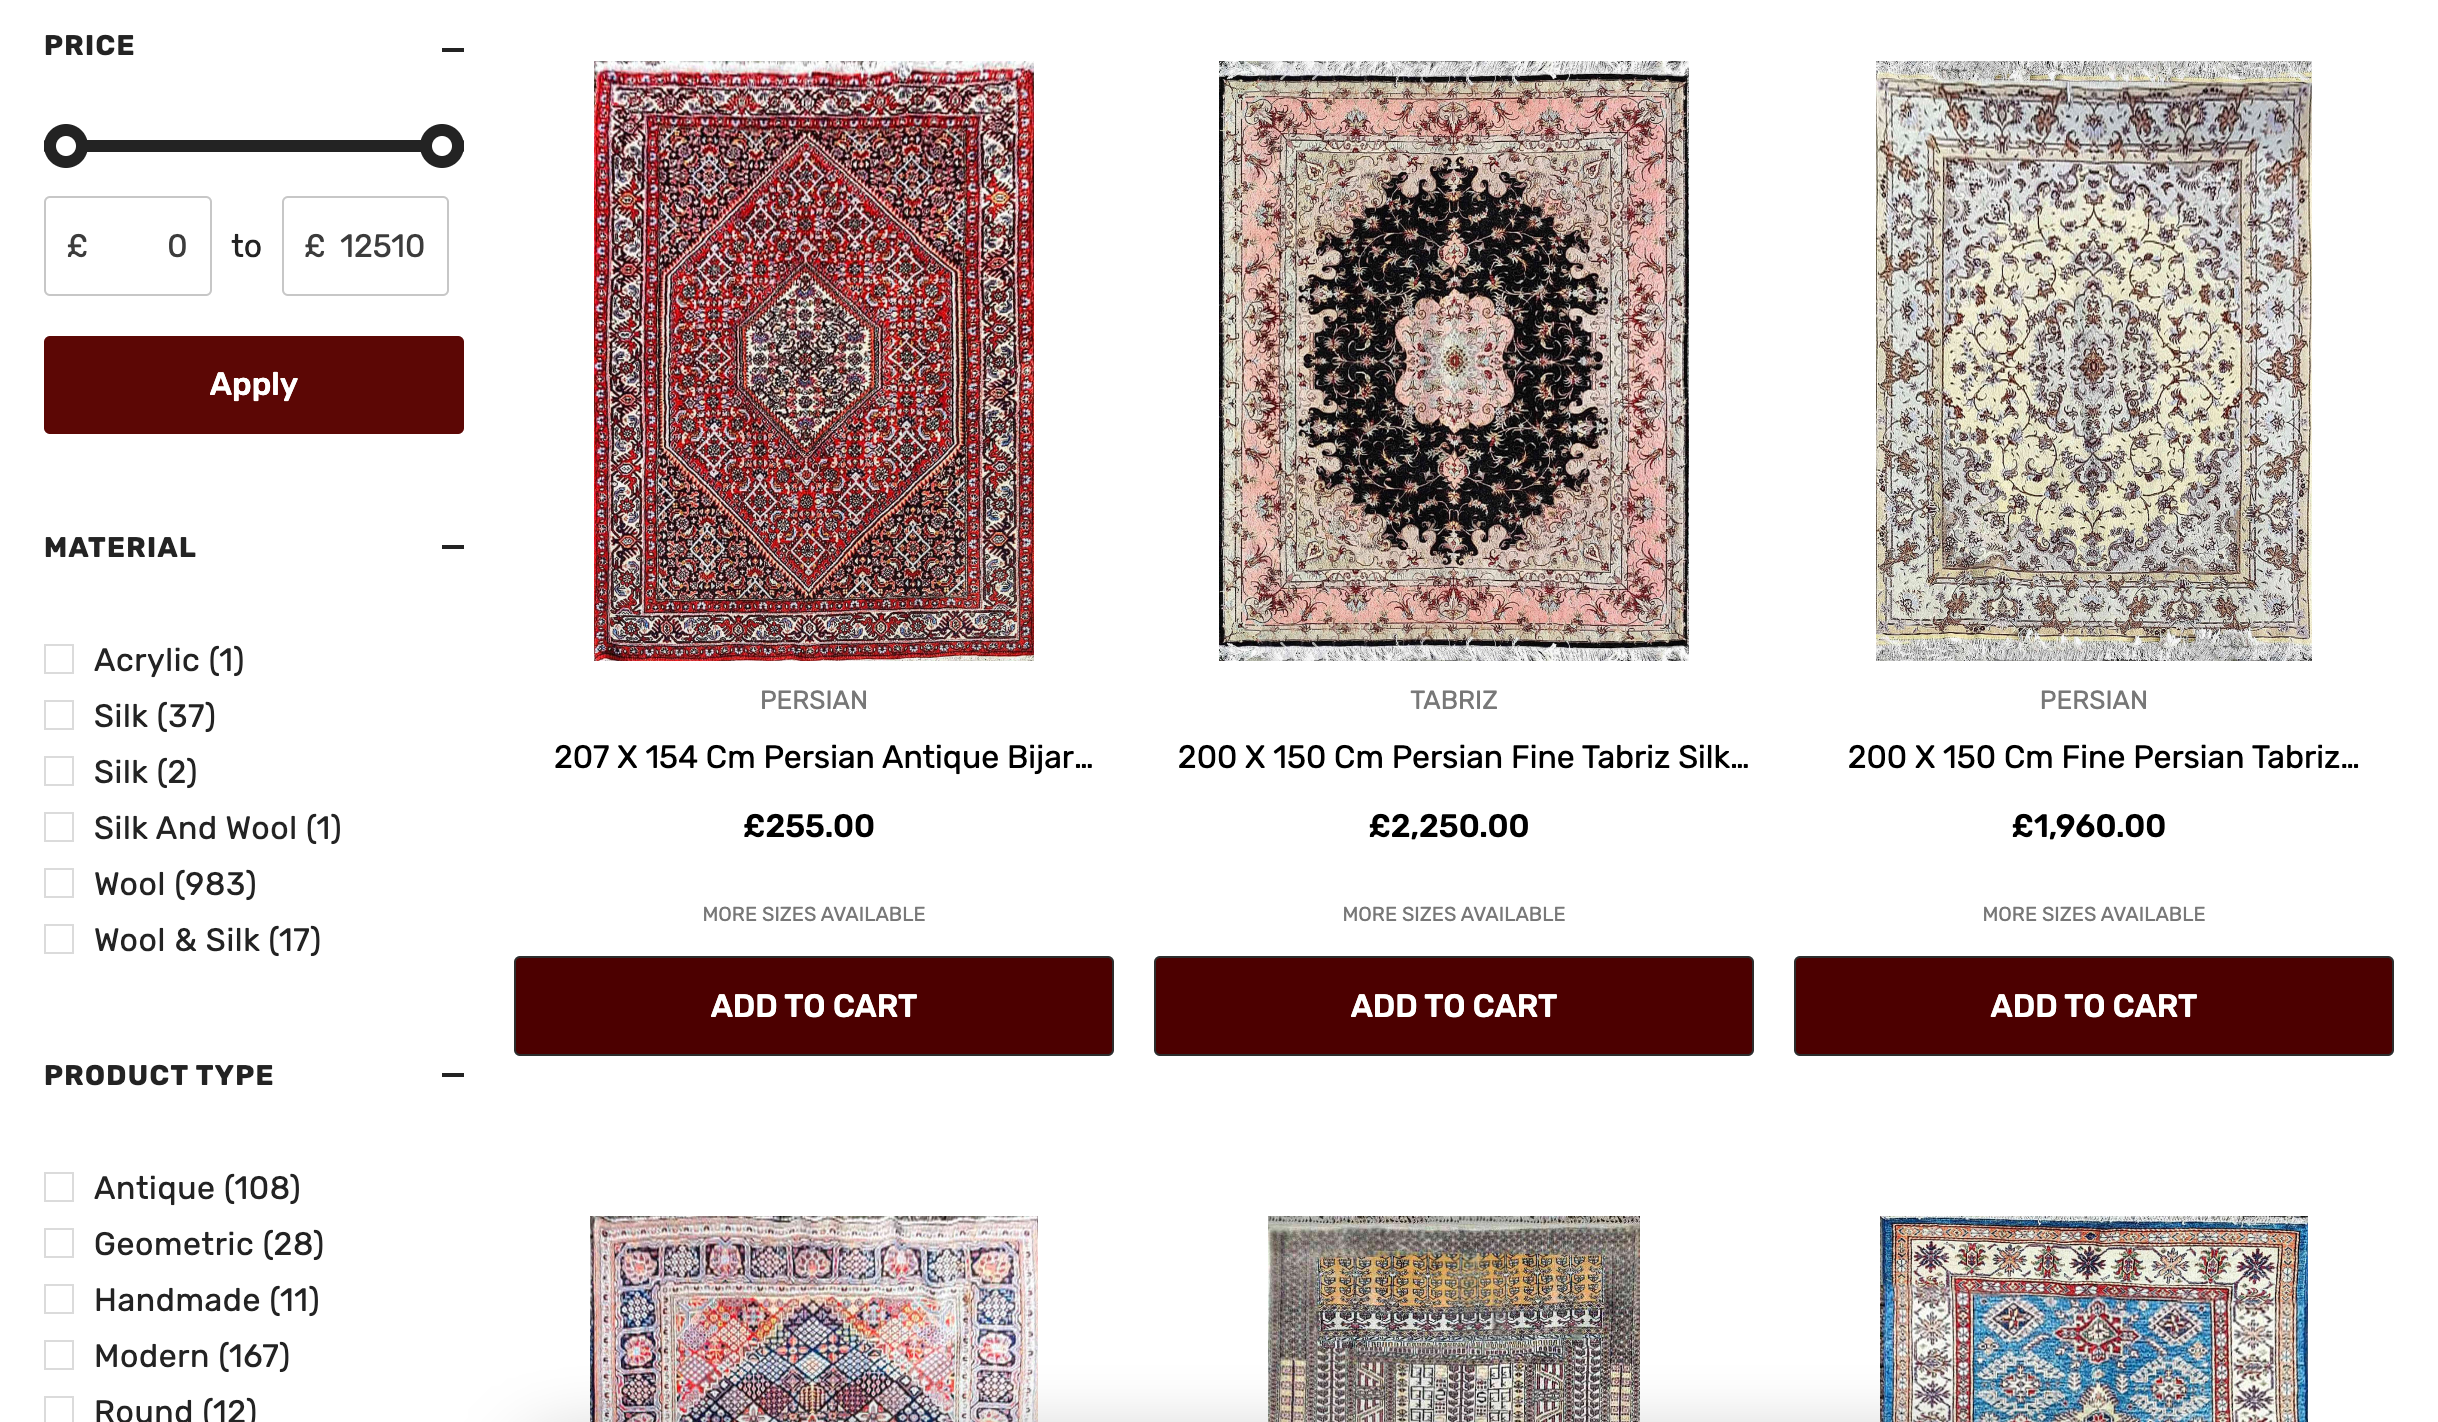 PRICE
£ 0 to £ 12510
Apply
MATERIAL
Acrylic (1)
Silk (37)
Silk (2)
Silk And Wool (1)
Wool (983)
Wool & Silk (17)
PRODUCT TYPE
Antique (108)
Geometric (28)
Handmade (11)
Modern (167)
Round (12)
PERSIAN
207 X 154 Cm Persian Antique Bijar...
£255.00
MORE SIZES AVAILABLE
ADD TO CART
TABRIZ
200 X 150 Cm Persian Fine Tabriz Silk...
£2,250.00
MORE SIZES AVAILABLE
ADD TO CART
PERSIAN
200 X 150 Cm Fine Persian Tabriz...
£1,960.00
MORE SIZES AVAILABLE
ADD TO CART